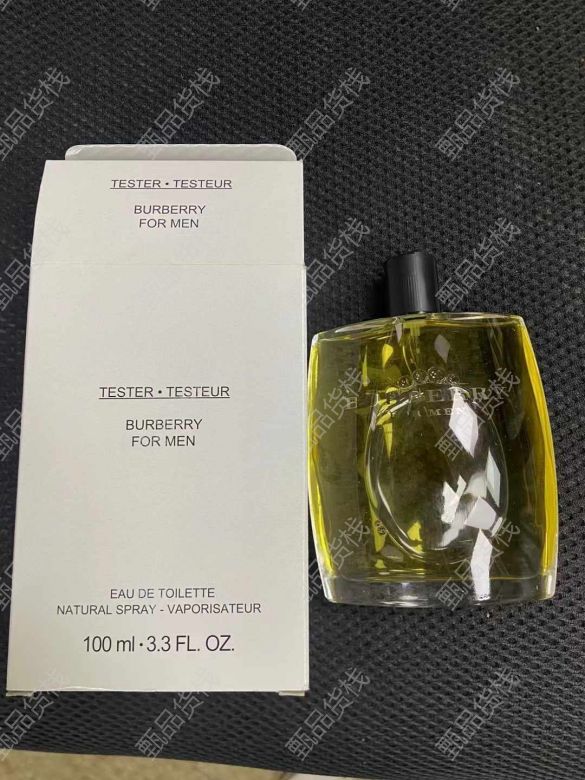 TESTER • TESTEUR
BURBERRY
FOR MEN
TESTER • TESTEUR
BURBERRY
FOR MEN
EAU DE TOILETTE
NATURAL SPRAY - VAPORISATEUR
100 ml • 3.3 FL. OZ.
MEN
甄品货栈